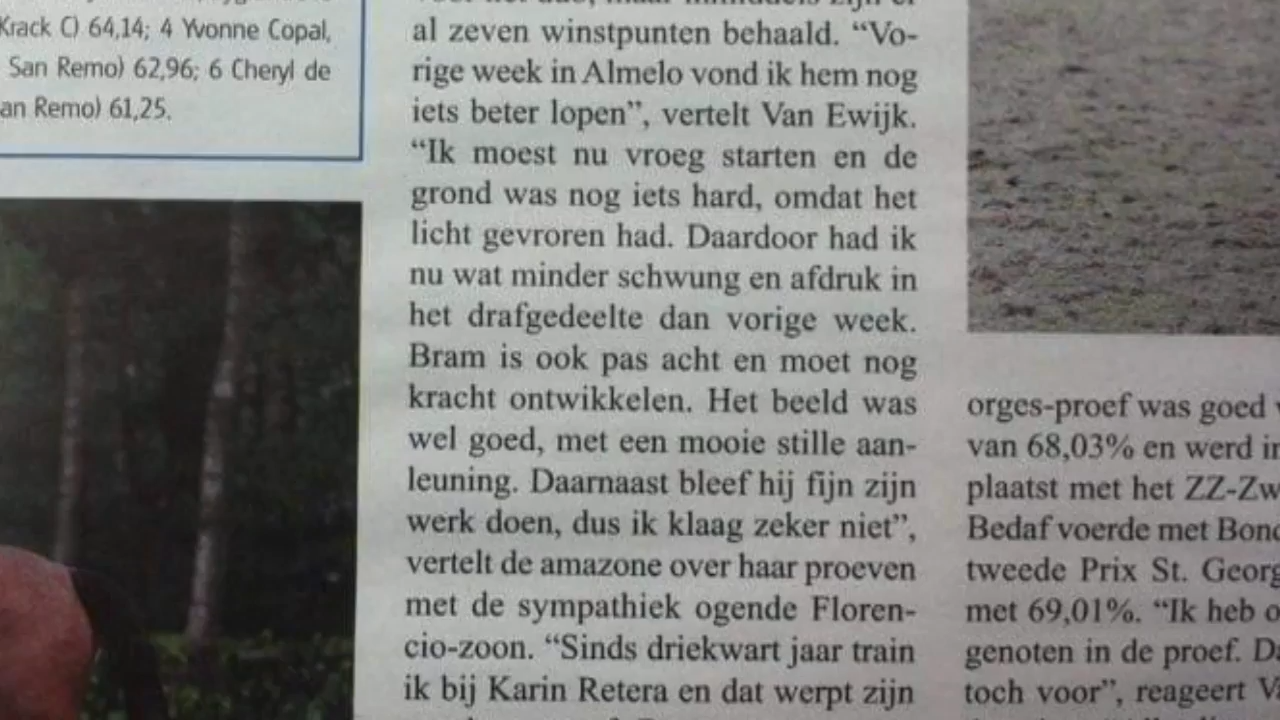 Krack C) 64,14; 4 Yvonne Copal,
San Remo) 62,96; 6 Cheryl de
an Remo) 61,25.
al zeven winstpunten behaald. “Vo-
rige week in Almelo vond ik hem nog
iets beter lopen”, vertelt Van Ewijk.
“Ik moest nu vroeg starten en de
grond was nog iets hard, omdat het
licht gevroren had. Daardoor had ik
nu wat minder schwung en afdruk in
het drafgedeelte dan vorige week.
Bram is ook pas acht en moet nog
kracht ontwikkelen. Het beeld was
wel goed, met een mooie stille aan-
leuning. Daarnaast bleef hij fijn zijn
werk doen, dus ik klaag zeker niet”,
vertelt de amazone over haar proeven
met de sympathiek ogende Floren-
cio-zoon. “Sinds driekwart jaar train
ik bij Karin Retera en dat werpt zijn
orges-proef was goed
van 68,03% en werd in
plaatst met het ZZ-Zw
Bedaf voerde met Bond
tweede Prix St. Georg
met 69,01%. “Ik heb
genoten in de proef.
toch voor”, reageert